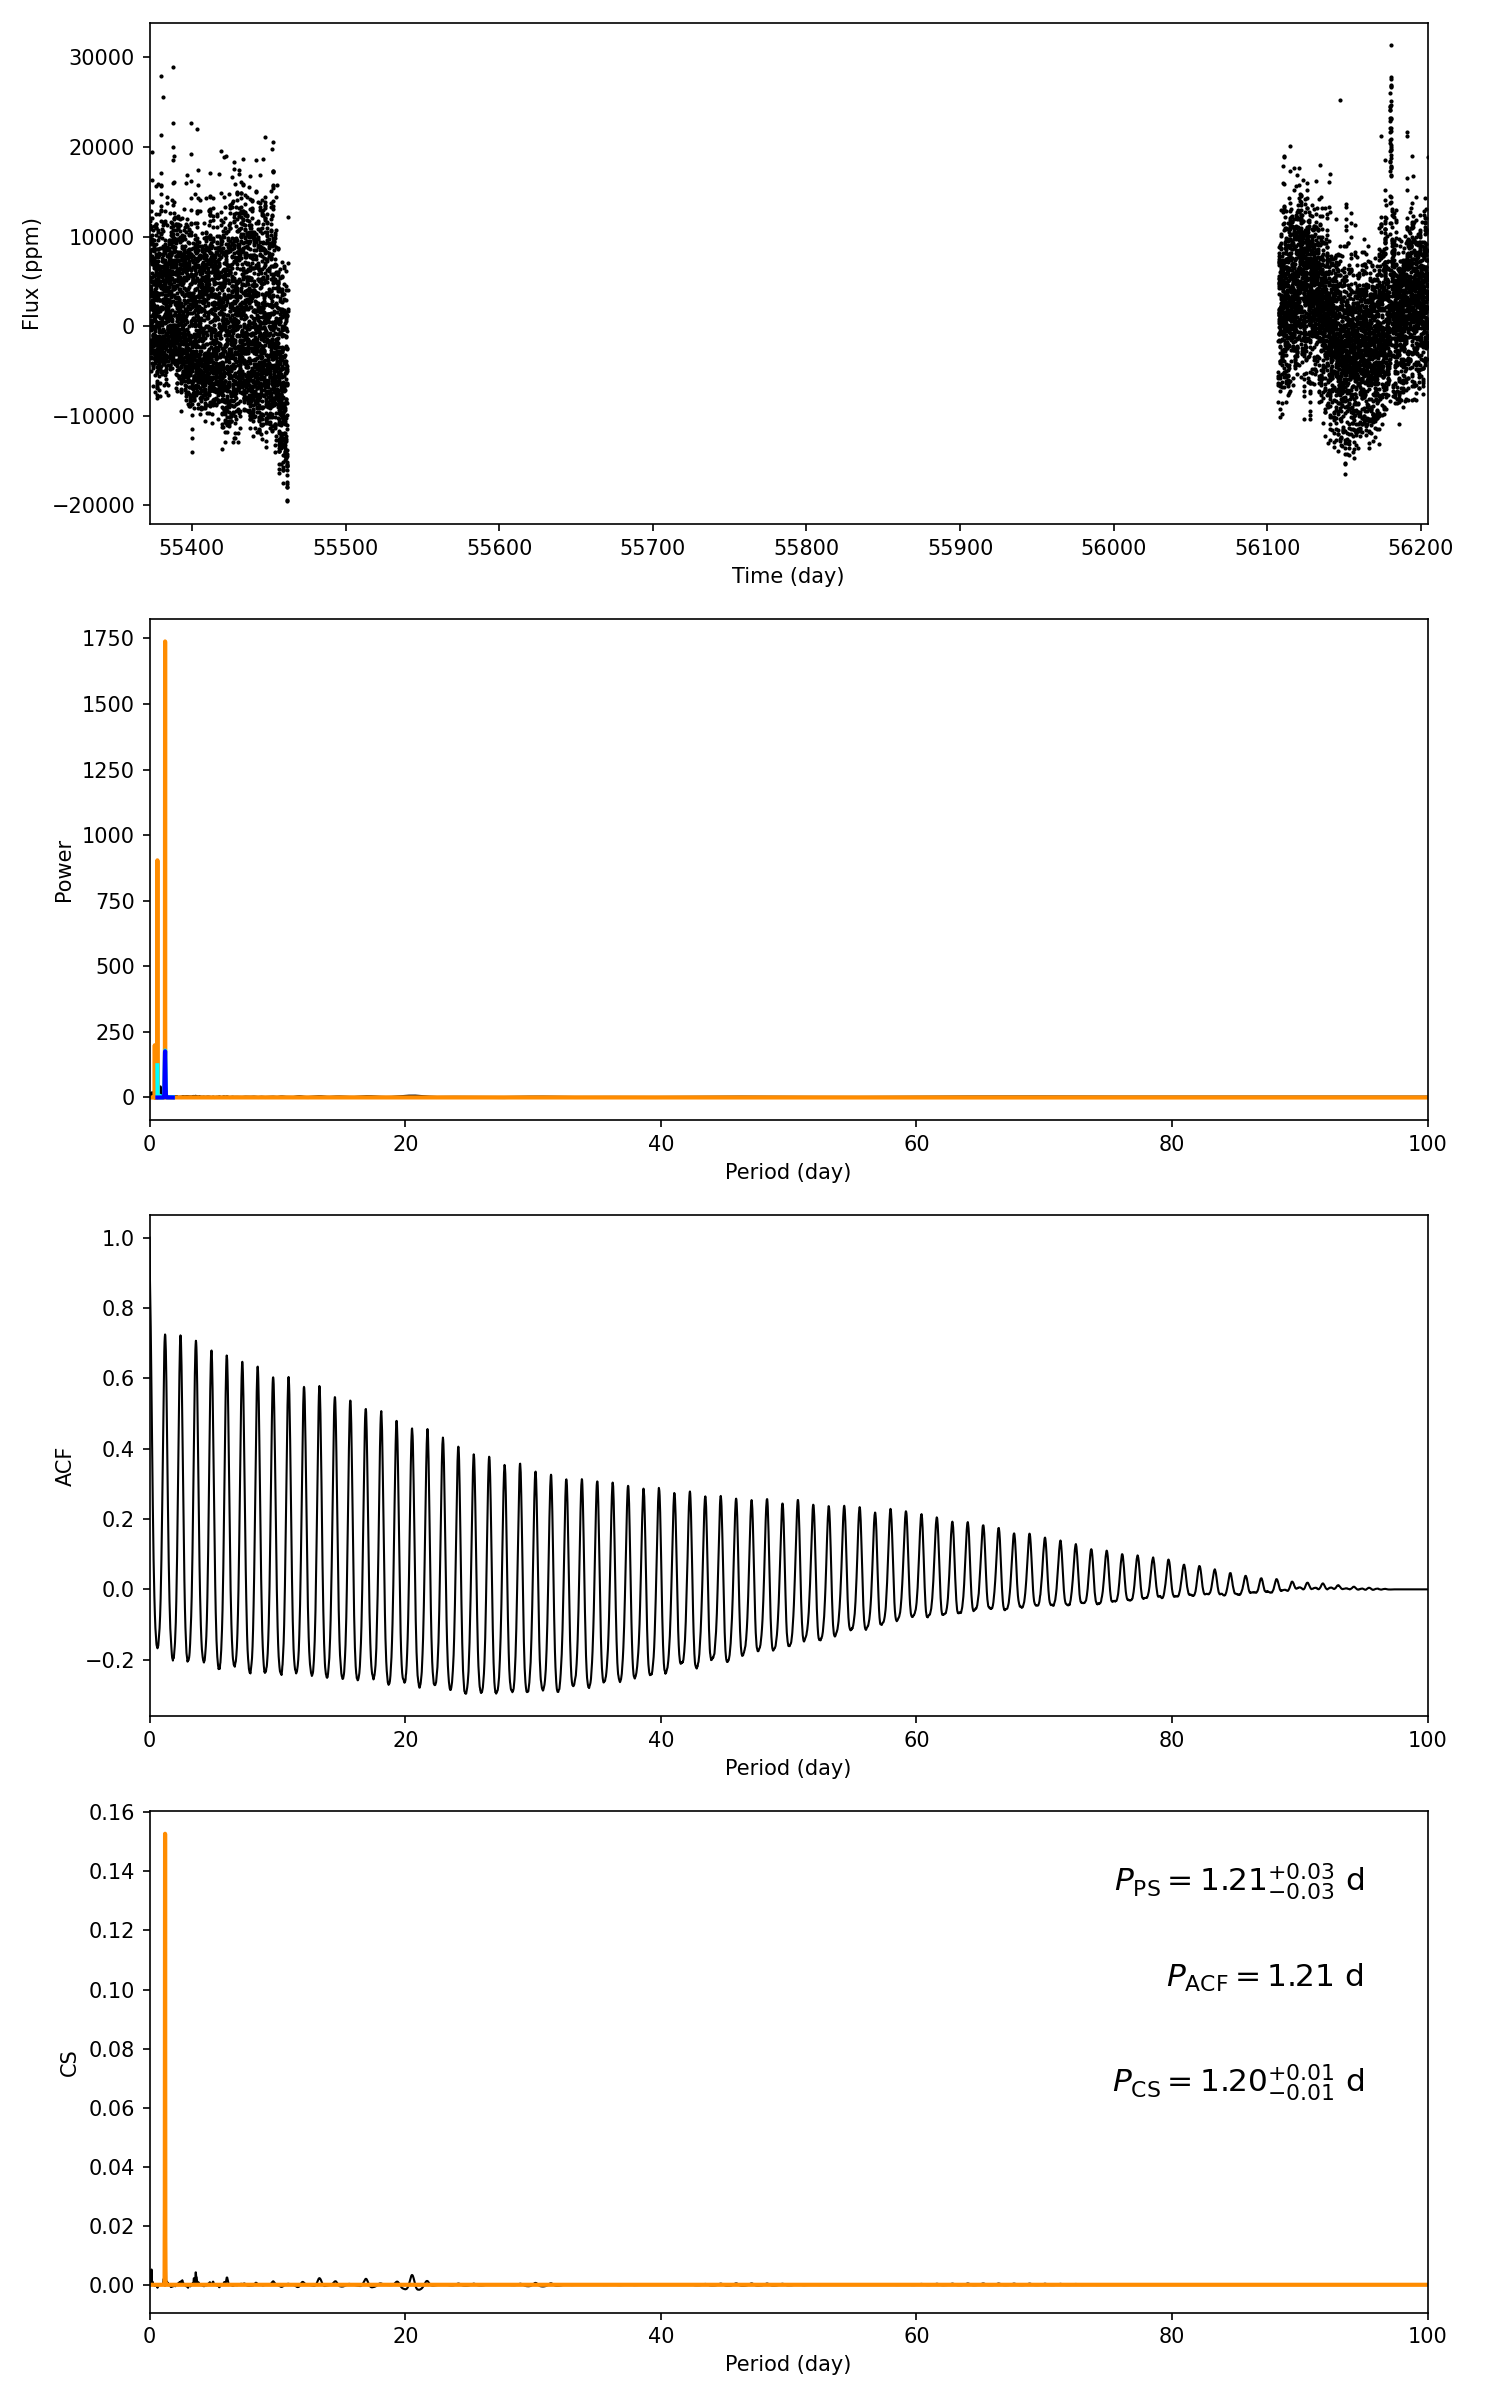 30000
20000
10000
0
−10000
−20000
Flux (ppm)
55400 55500 55600 55700 55800 55900 56000 56100 56200
Time (day)
1750
1500
1250
1000
750
500
250
0
Power
0 20 40 60 80 100
Period (day)
1.0
0.8
0.6
0.4
0.2
0.0
−0.2
ACF
0 20 40 60 80 100
Period (day)
0.16
0.14
0.12
0.10
0.08
0.06
0.04
0.02
0.00
CS
P_PS = 1.21 +0.03 −0.03 d
P_ACF = 1.21 d
P_CS = 1.20 +0.01 −0.01 d
0 20 40 60 80 100
Period (day)